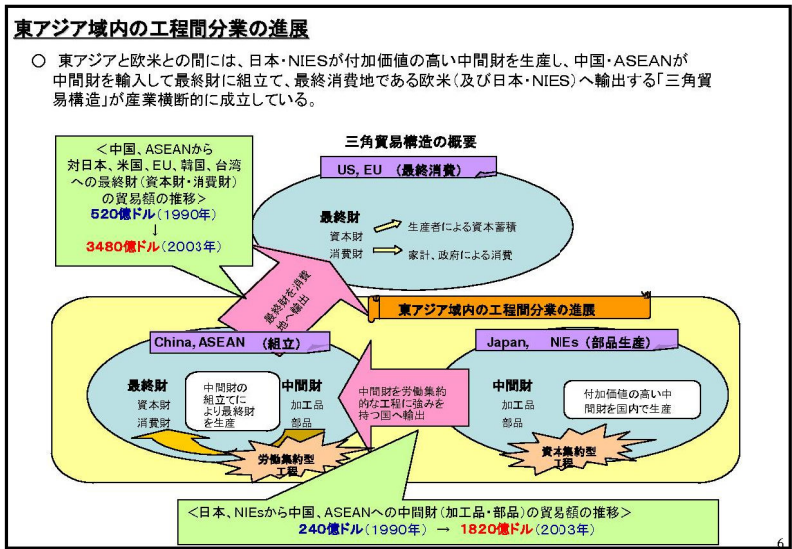 東アジア域内の工程間分業の進展
○ 東アジアと欧米との間には、日本・NIESが付加価値の高い中間財を生産し、中国・ASEANが
中間財を輸入して最終財に組立て、最終消費地である欧米(及び日本・NIES)へ輸出する「三角貿
易構造」が産業横断的に成立している。
三角貿易構造の概要
<中国、ASEANから
対日本、米国、EU、韓国、台湾
への最終財(資本財・消費財)
の貿易額の推移>
520億ドル(1990年)
↓
3480億ドル(2003年)
US, EU (最終消費)
最終財
資本財
生産者による資本蓄積
消費財
家計、政府による消費
最終財を消費
地へ輸出
東アジア域内の工程間分業の進展
China, ASEAN (組立)
最終財
資本財
消費財
中間財の
組立てに
より最終財
を生産
中間財
加工品
部品
労働集約型
工程
中間財を労働集約
的な工程に強みを
持つ国へ輸出
Japan, NIEs (部品生産)
中間財
加工品
部品
付加価値の高い中
間財を国内で生産
資本集約型
工程
<日本、NIEsから中国、ASEANへの中間財(加工品・部品)の貿易額の推移>
240億ドル(1990年) → 1820億ドル(2003年)
6